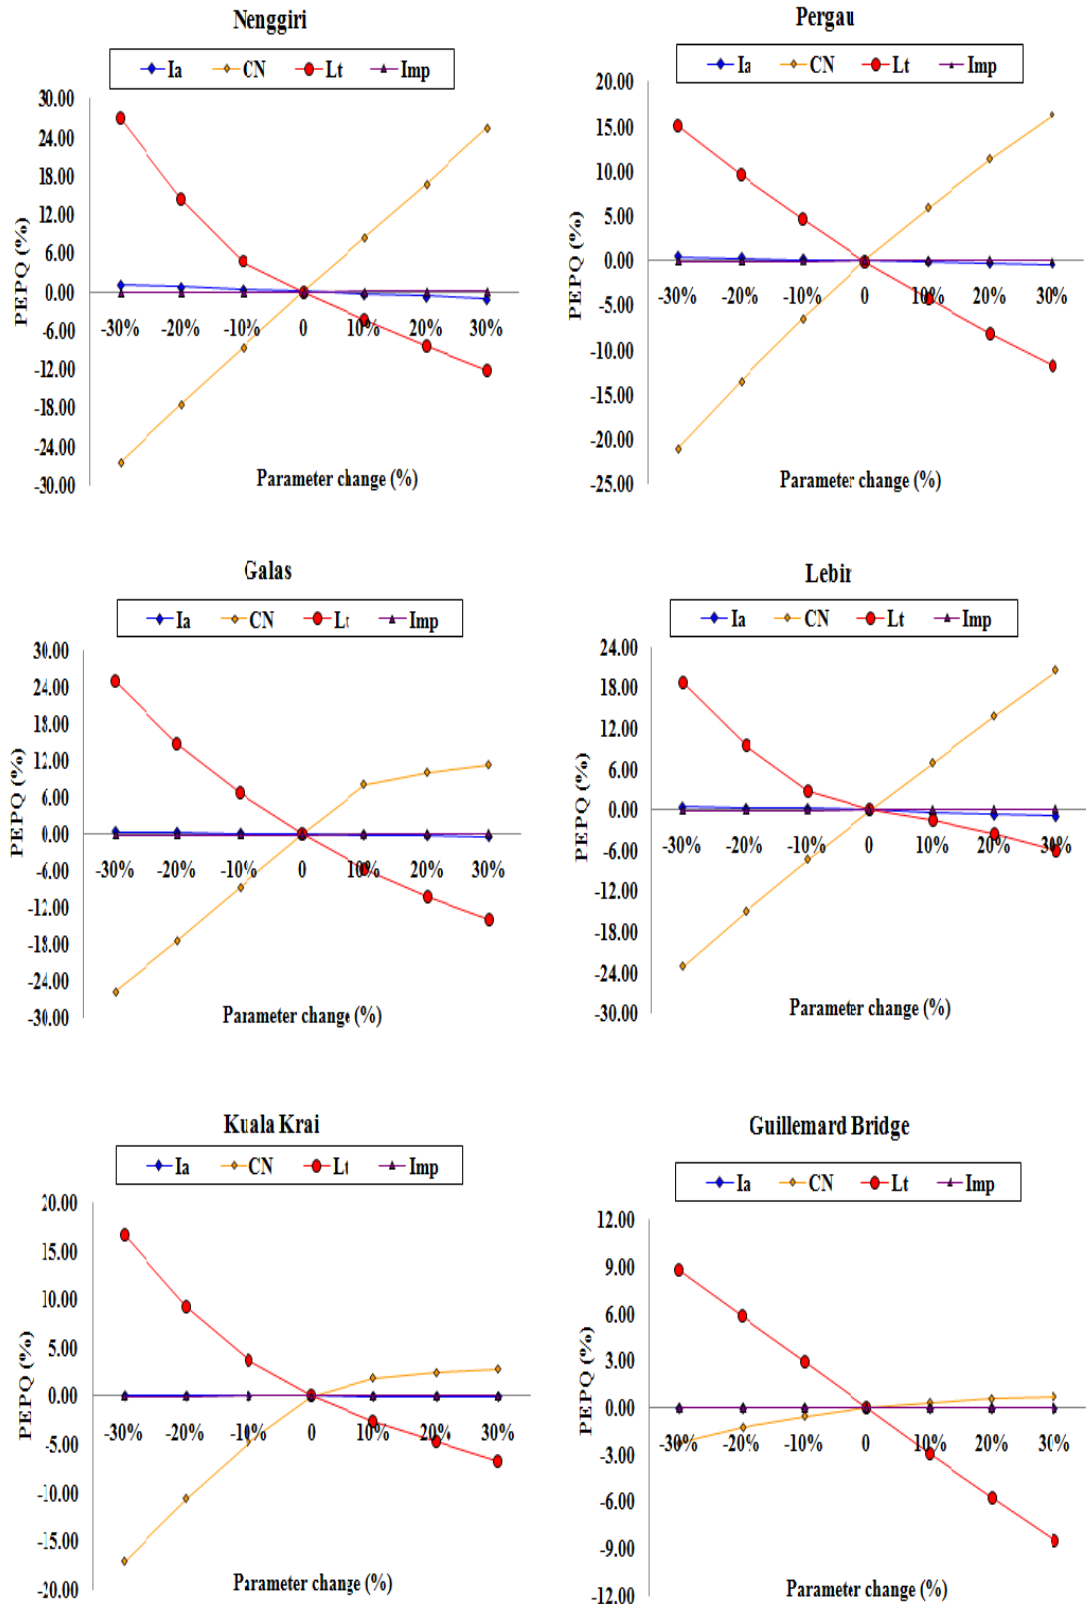 Nenggiri
Ia CN Lt Imp
30.00
24.00
18.00
12.00
6.00
0.00
-6.00
-12.00
-18.00
-24.00
-30.00
PEPQ (%)
-30% -20% -10% 0 10% 20% 30%
Parameter change (%)
Pergau
Ia CN Lt Imp
20.00
15.00
10.00
5.00
0.00
-5.00
-10.00
-15.00
-20.00
-25.00
PEPQ (%)
-30% -20% -10% 0 10% 20% 30%
Parameter change (%)
Galas
Ia CN Lt Imp
30.00
24.00
18.00
12.00
6.00
0.00
-6.00
-12.00
-18.00
-24.00
-30.00
PEPQ (%)
-30% -20% -10% 0 10% 20% 30%
Parameter change (%)
Lebir
Ia CN Lt Imp
24.00
18.00
12.00
6.00
0.00
-6.00
-12.00
-18.00
-24.00
-30.00
PEPQ (%)
-30% -20% -10% 0 10% 20% 30%
Parameter change (%)
Kuala Krai
Ia CN Lt Imp
20.00
15.00
10.00
5.00
0.00
-5.00
-10.00
-15.00
-20.00
PEPQ (%)
-30% -20% -10% 0 10% 20% 30%
Parameter change (%)
Guillemard Bridge
Ia CN Lt Imp
12.00
9.00
6.00
3.00
0.00
-3.00
-6.00
-9.00
-12.00
PEPQ (%)
-30% -20% -10% 0 10% 20% 30%
Parameter change (%)